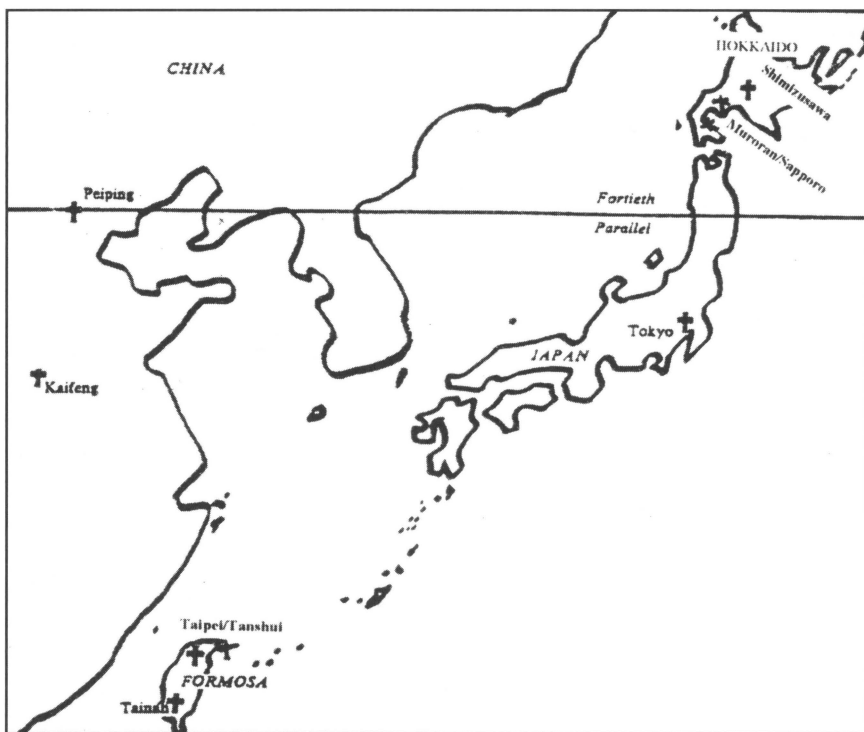 HOKKAIDO
CHINA
Shimizusawa
Muroran/Sapporo
Peiping
Fortieth
Parallel
Tokyo
JAPAN
Kaifeng
Taipei/Tanshui
FORMOSA
Tainan